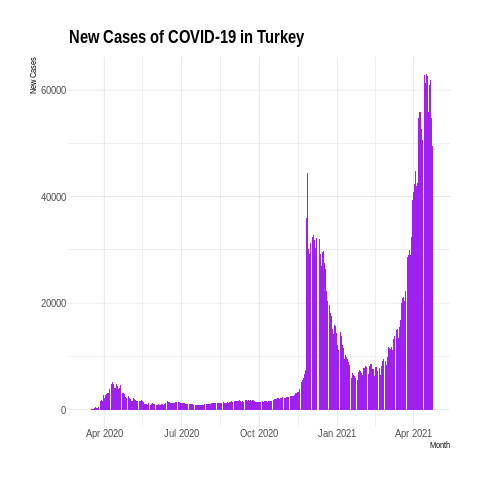 New Cases of COVID-19 in Turkey
New Cases
60000
40000
20000
0
Apr 2020 Jul 2020 Oct 2020 Jan 2021 Apr 2021
Month